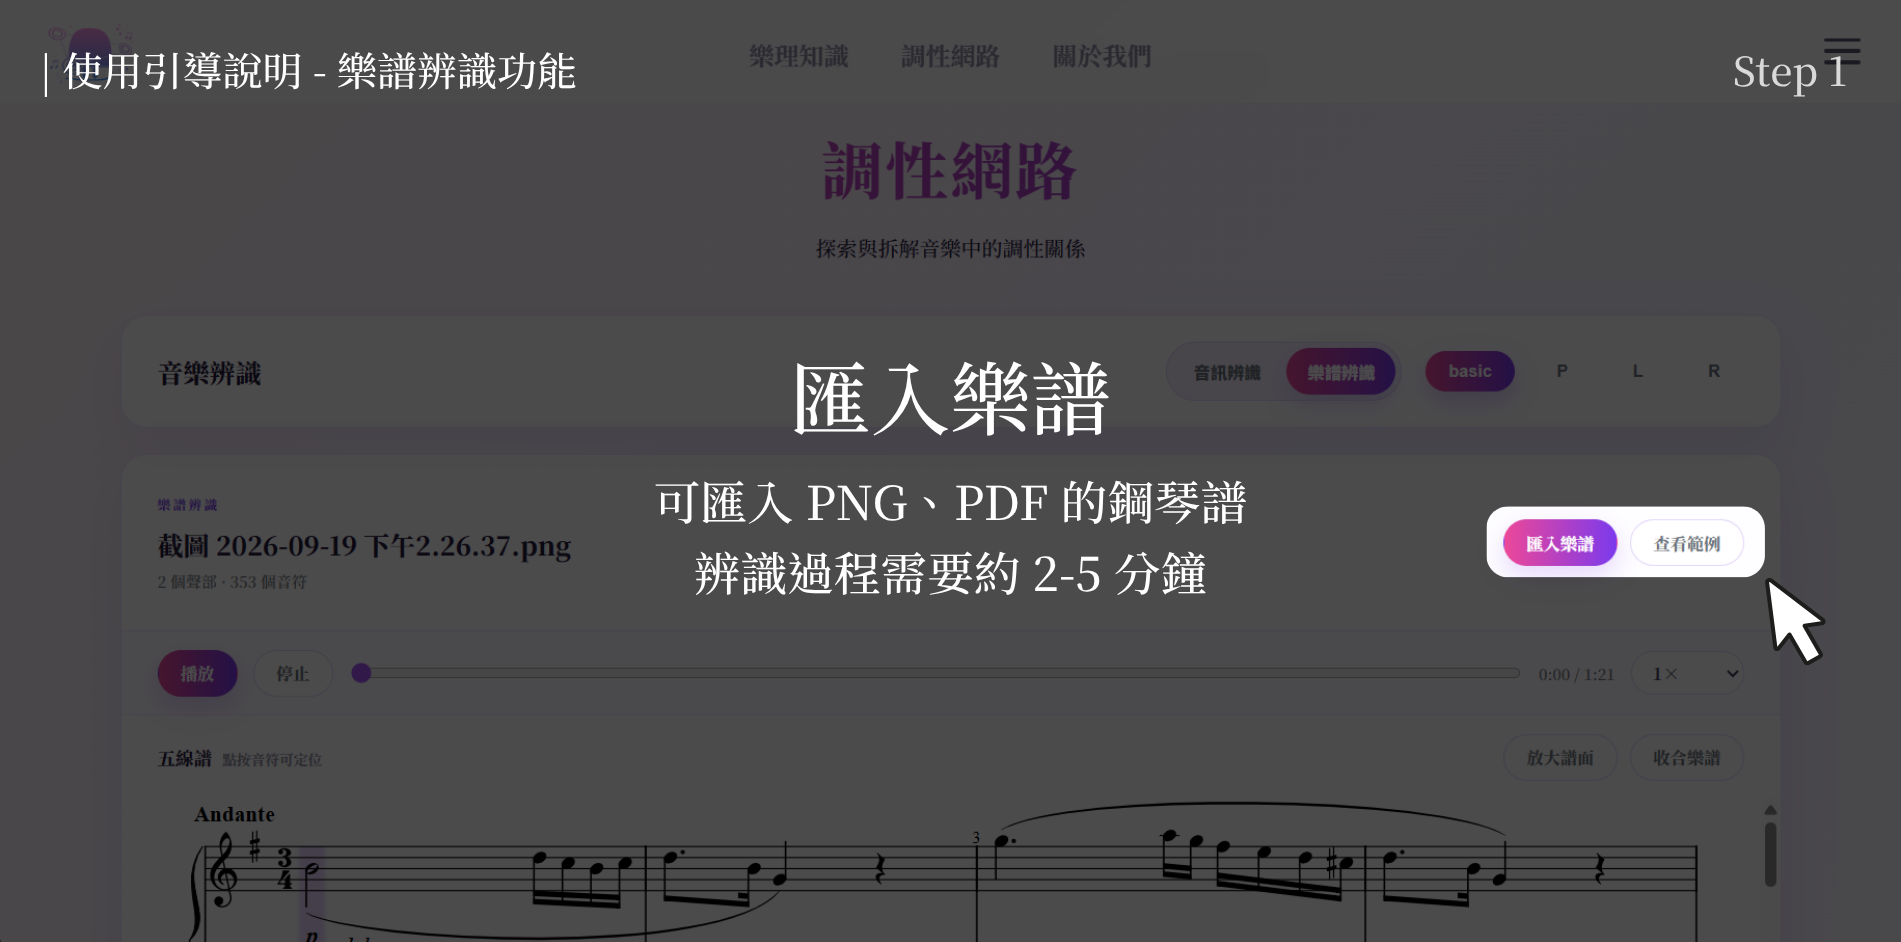 樂理知識 調性網路 關於我們
| 使用引導說明 - 樂譜辨識功能
Step 1
調性網路
探索與拆解音樂中的調性關係
音樂辨識
音訊辨識 樂譜辨識 basic P L R
匯入樂譜
可匯入 PNG、PDF 的鋼琴譜
辨識過程需要約 2-5 分鐘
樂譜辨識
截圖 2026-09-19 下午2.26.37.png
2 個聲部 · 353 個音符
匯入樂譜 查看範例
播放 停止 0:00 / 1:21 1×
五線譜 點按音符可定位
放大譜面 收合樂譜
Andante
3
4
3
p